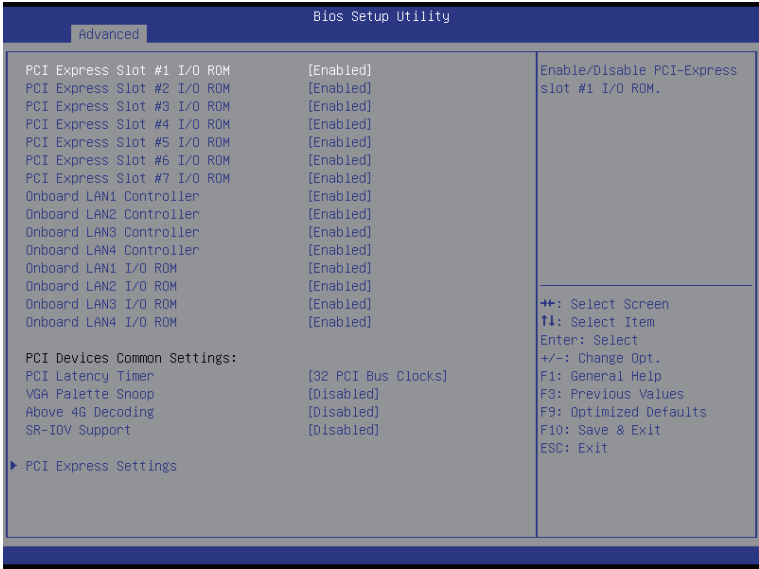 Bios Setup Utility
Advanced
PCI Express Slot #1 I/O ROM [Enabled]
PCI Express Slot #2 I/O ROM [Enabled]
PCI Express Slot #3 I/O ROM [Enabled]
PCI Express Slot #4 I/O ROM [Enabled]
PCI Express Slot #5 I/O ROM [Enabled]
PCI Express Slot #6 I/O ROM [Enabled]
PCI Express Slot #7 I/O ROM [Enabled]
Onboard LAN1 Controller [Enabled]
Onboard LAN2 Controller [Enabled]
Onboard LAN3 Controller [Enabled]
Onboard LAN4 Controller [Enabled]
Onboard LAN1 I/O ROM [Enabled]
Onboard LAN2 I/O ROM [Enabled]
Onboard LAN3 I/O ROM [Enabled]
Onboard LAN4 I/O ROM [Enabled]
PCI Devices Common Settings:
PCI Latency Timer [32 PCI Bus Clocks]
VGA Palette Snoop [Disabled]
Above 4G Decoding [Disabled]
SR-IOV Support [Disabled]
PCI Express Settings
Enable/Disable PCI-Express
slot #1 I/O ROM.
→←: Select Screen
↑↓: Select Item
Enter: Select
+/-: Change Opt.
F1: General Help
F3: Previous Values
F9: Optimized Defaults
F10: Save & Exit
ESC: Exit